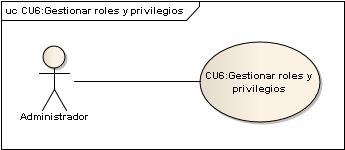 uc CU6:Gestionar roles y privilegios
CU6:Gestionar roles y
privilegios
Administrador